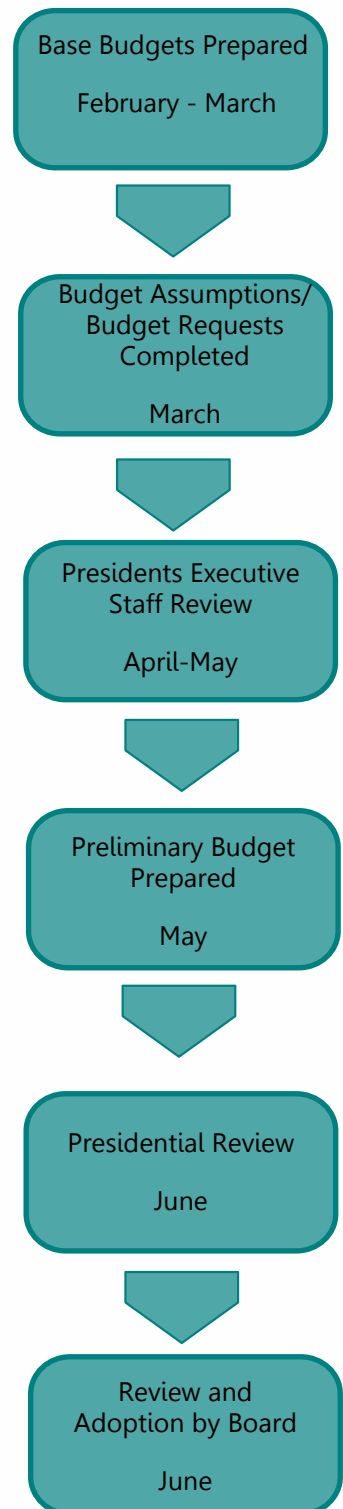 Base Budgets Prepared
February - March
Budget Assumptions/
Budget Requests
Completed
March
Presidents Executive
Staff Review
April-May
Preliminary Budget
Prepared
May
Presidential Review
June
Review and
Adoption by Board
June